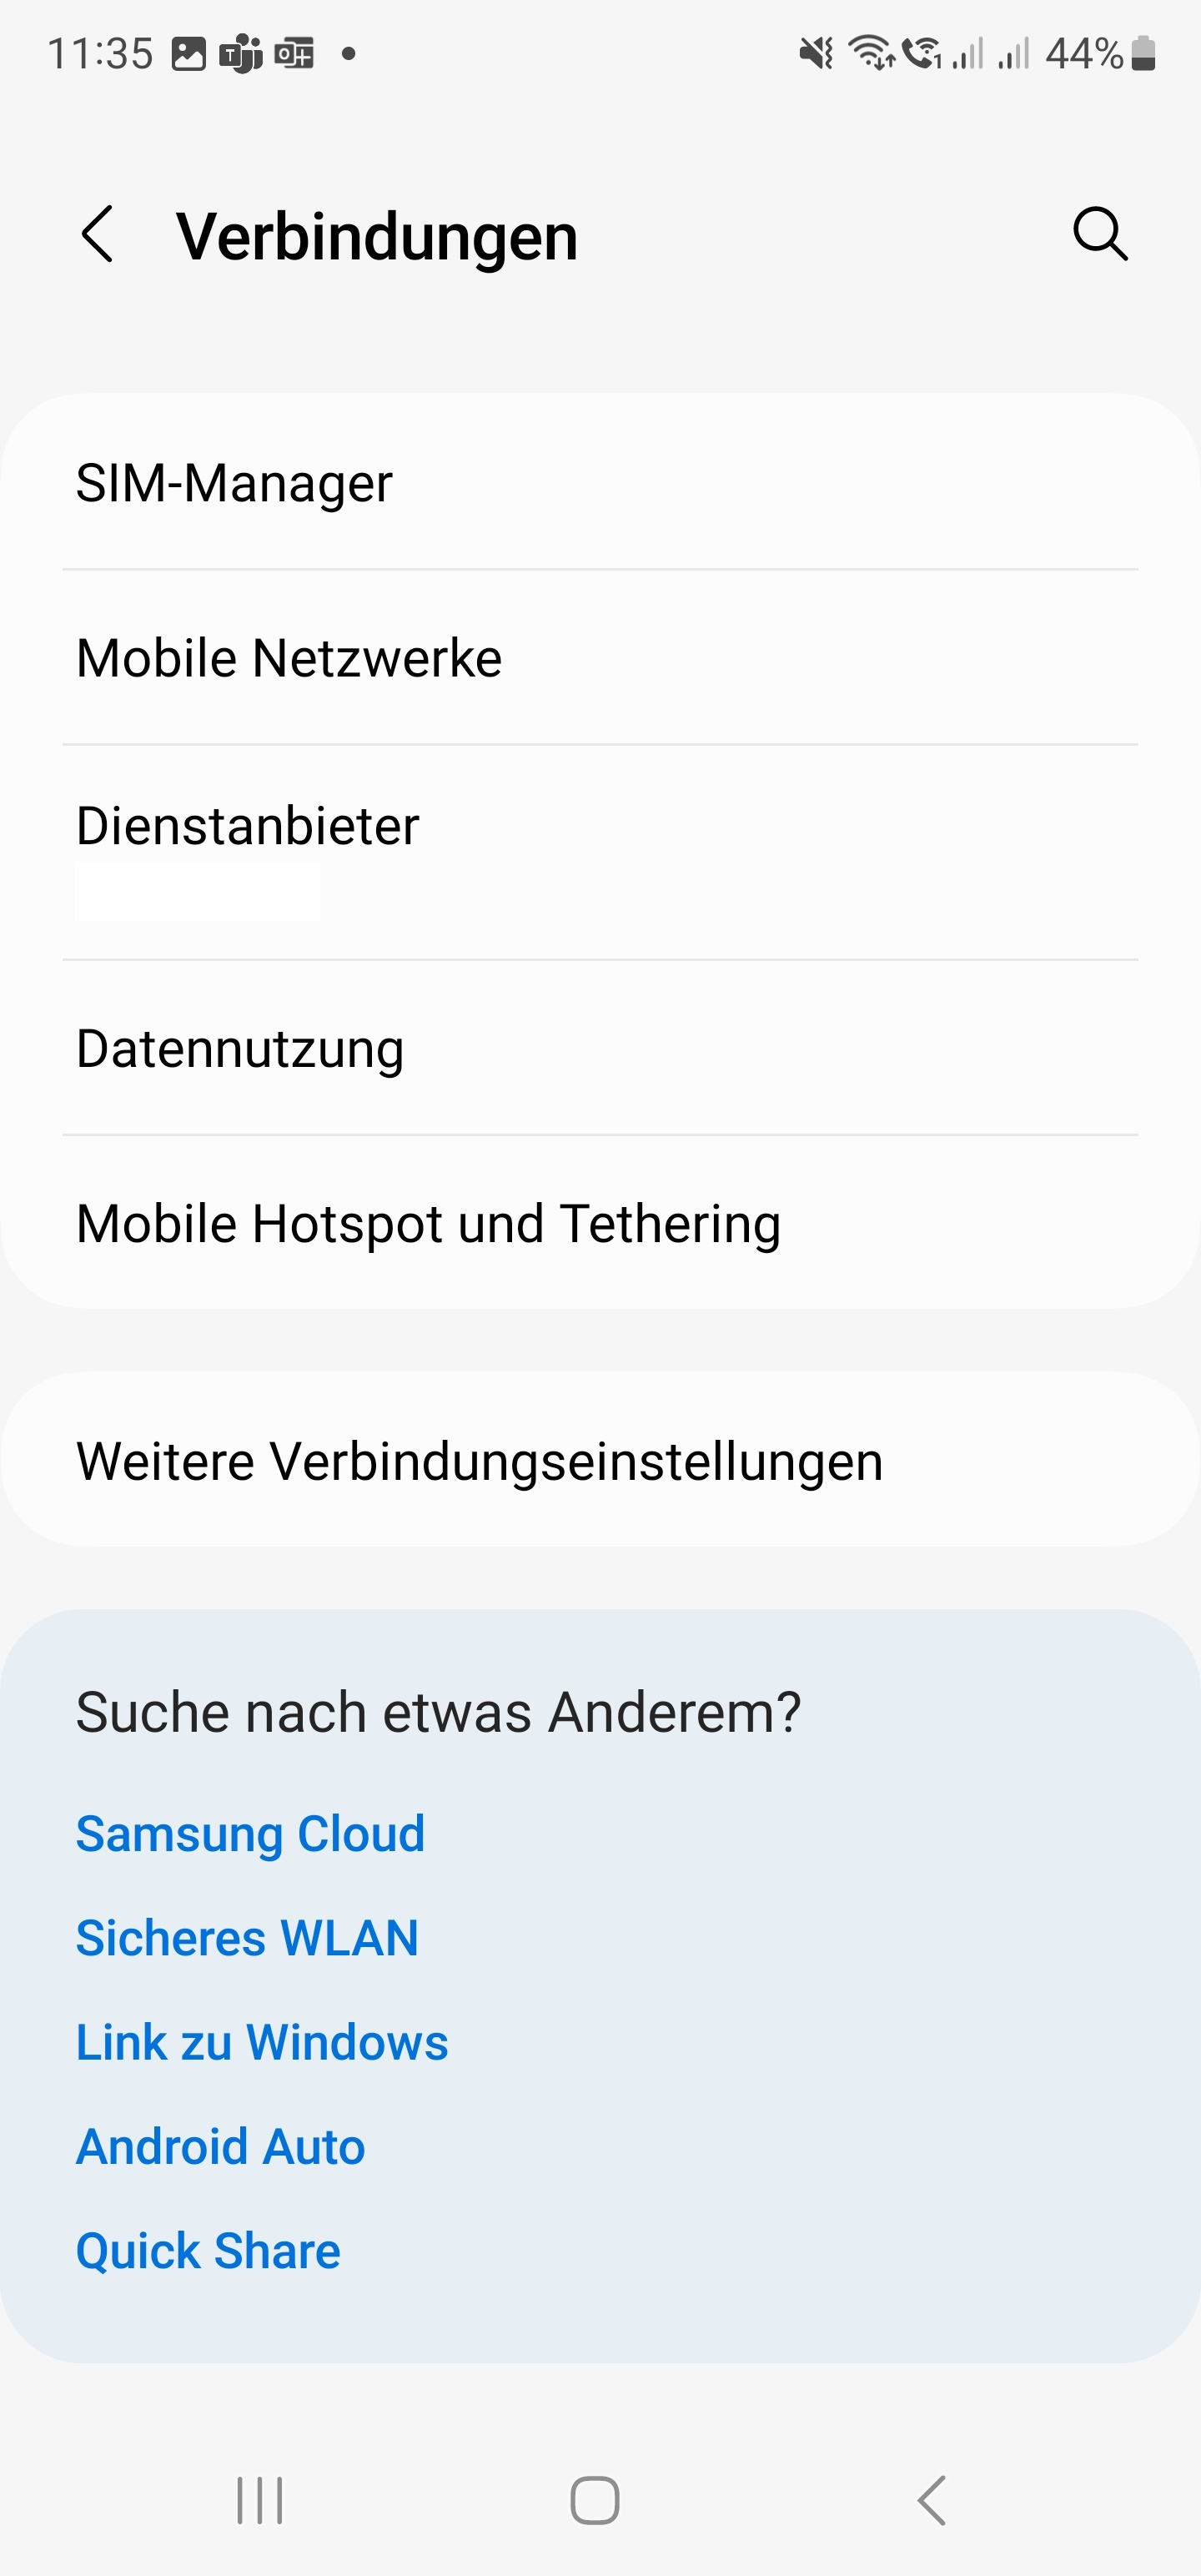 11:35
44%
Verbindungen
SIM-Manager
Mobile Netzwerke
Dienstanbieter
Datennutzung
Mobile Hotspot und Tethering
Weitere Verbindungseinstellungen
Suche nach etwas Anderem?
Samsung Cloud
Sicheres WLAN
Link zu Windows
Android Auto
Quick Share